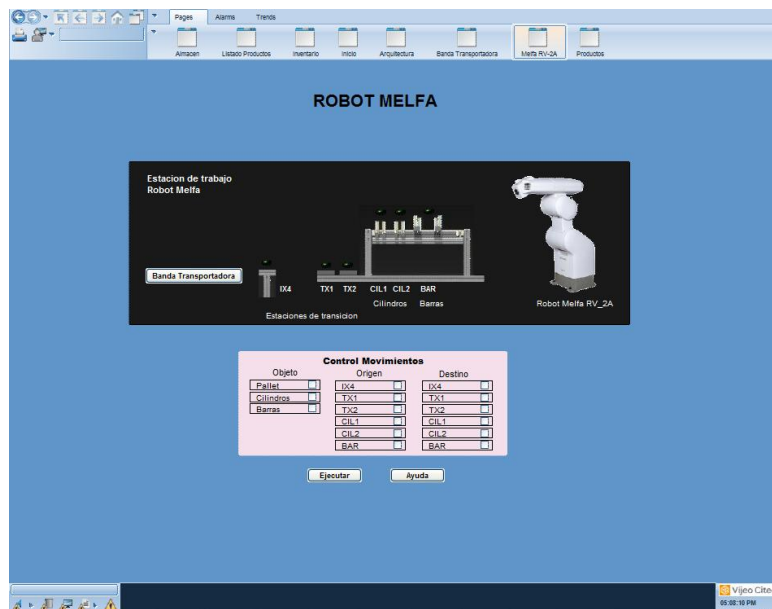 Pages Alarms Trends
Almacen Listado Productos Inventario Inicio Arquitectura Banda Transportadora Melfa RV-2A Productos
ROBOT MELFA
Estacion de trabajo
Robot Melfa
Banda Transportadora
IX4 TX1 TX2 CIL1 CIL2 BAR
Cilindros Barras
Robot Melfa RV_2A
Estaciones de transicion
Control Movimientos
Objeto Origen Destino
Pallet IX4 IX4
Cilindros TX1 TX1
Barras TX2 TX2
CIL1 CIL1
CIL2 CIL2
BAR BAR
Ejecutar Ayuda
Vijeo Cite
05:08:10 PM